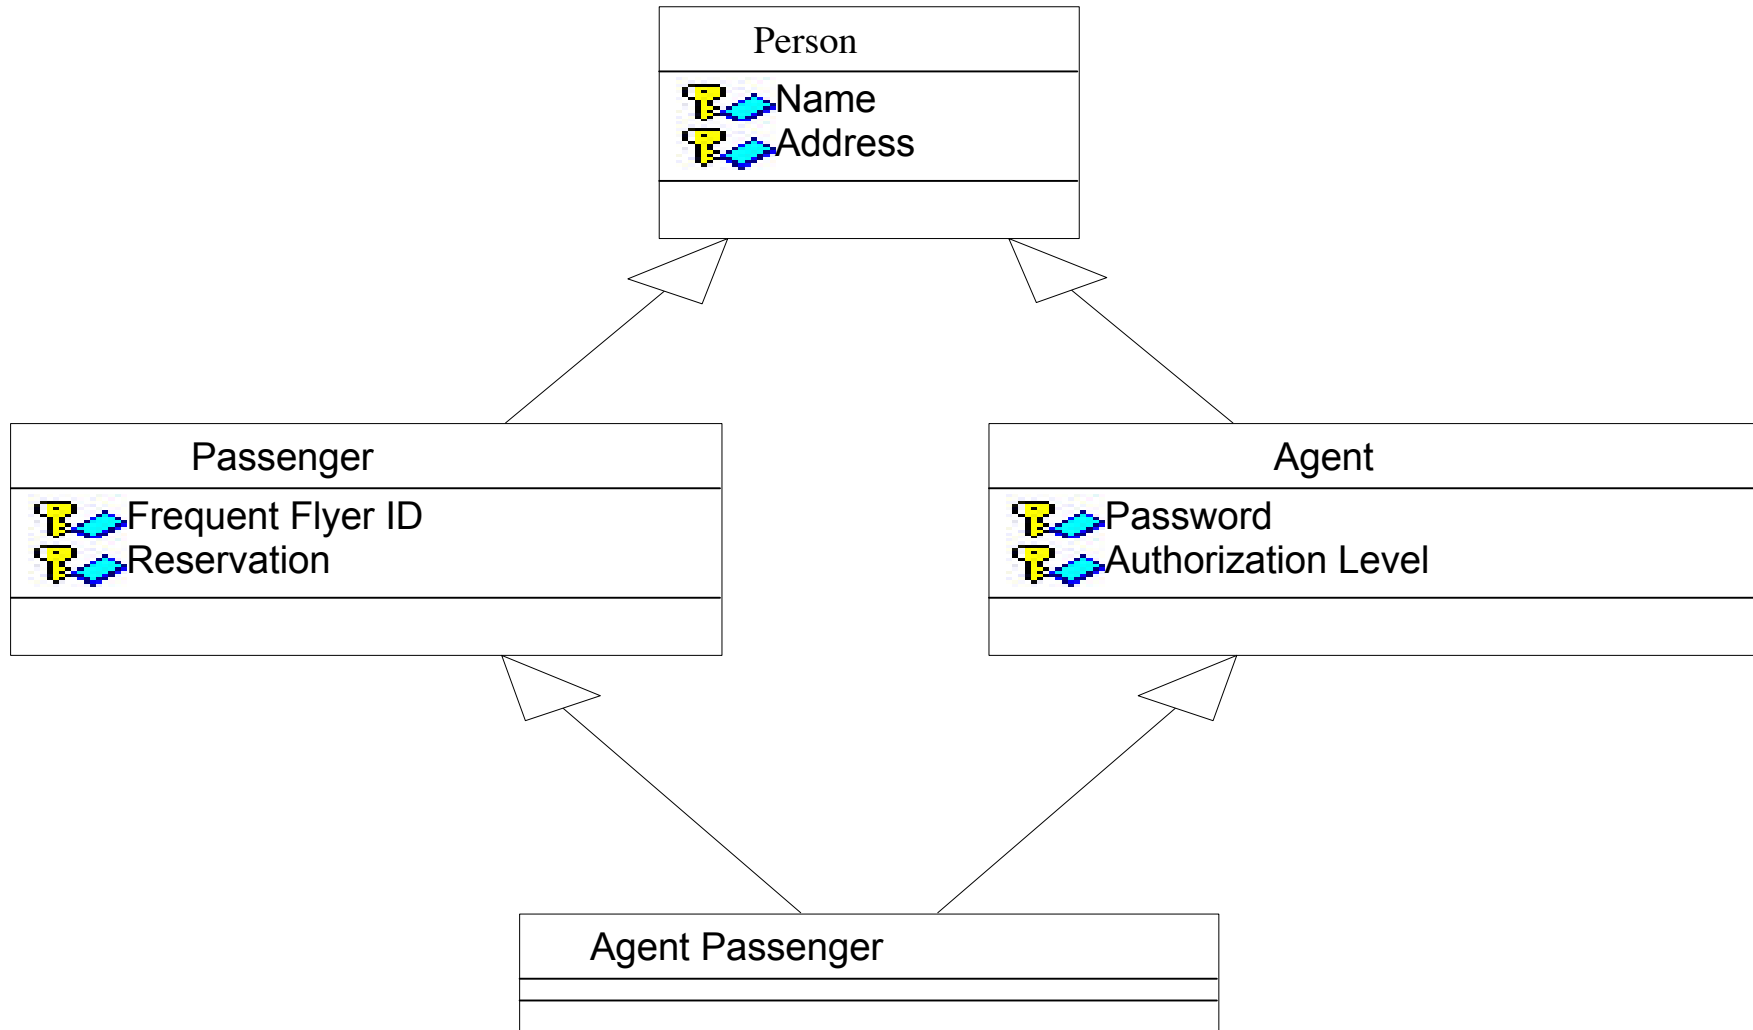 Person
Name
Address
Passenger
Frequent Flyer ID
Reservation
Agent
Password
Authorization Level
Agent Passenger